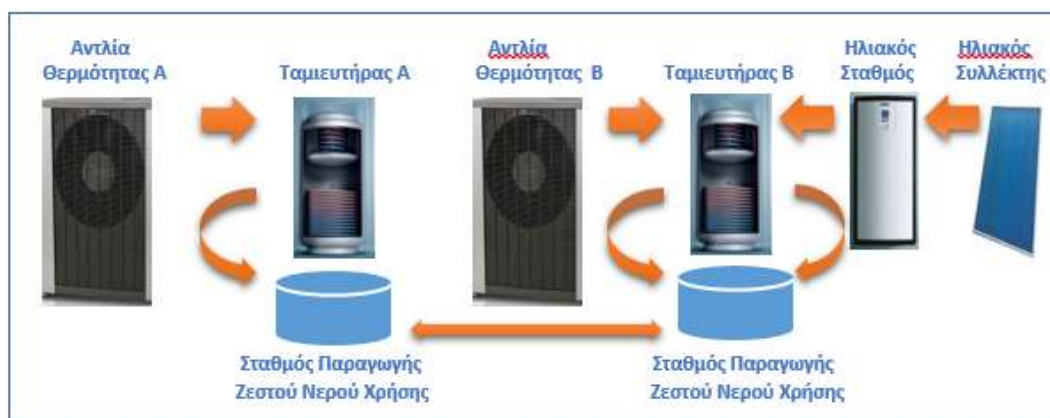 Αντλία
Θερμότητας Α
Ταμιευτήρας Α
Αντλία
Θερμότητας Β
Ταμιευτήρας Β
Ηλιακός
Σταθμός
Ηλιακός
Συλλέκτης
Σταθμός Παραγωγής
Ζεστού Νερού Χρήσης
Σταθμός Παραγωγής
Ζεστού Νερού Χρήσης